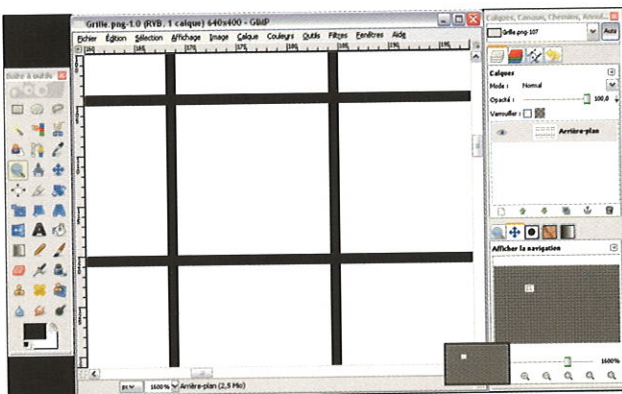 Grille.png-1.0 (RVB, 1 calque) 640x400 - GIMP
Fichier Édition Sélection Affichage Image Calque Couleurs Outils Filtres Fenêtres Aide
Boîte à outils
px 1600% Arrière-plan (2,5 Mio)
Calques, Canaux, Chemins, Annul...
Grille.png-107 Auto
Calques
Mode : Normal
Opacité : 100,0
Verrouiller :
Arrière-plan
Afficher la navigation
1600%